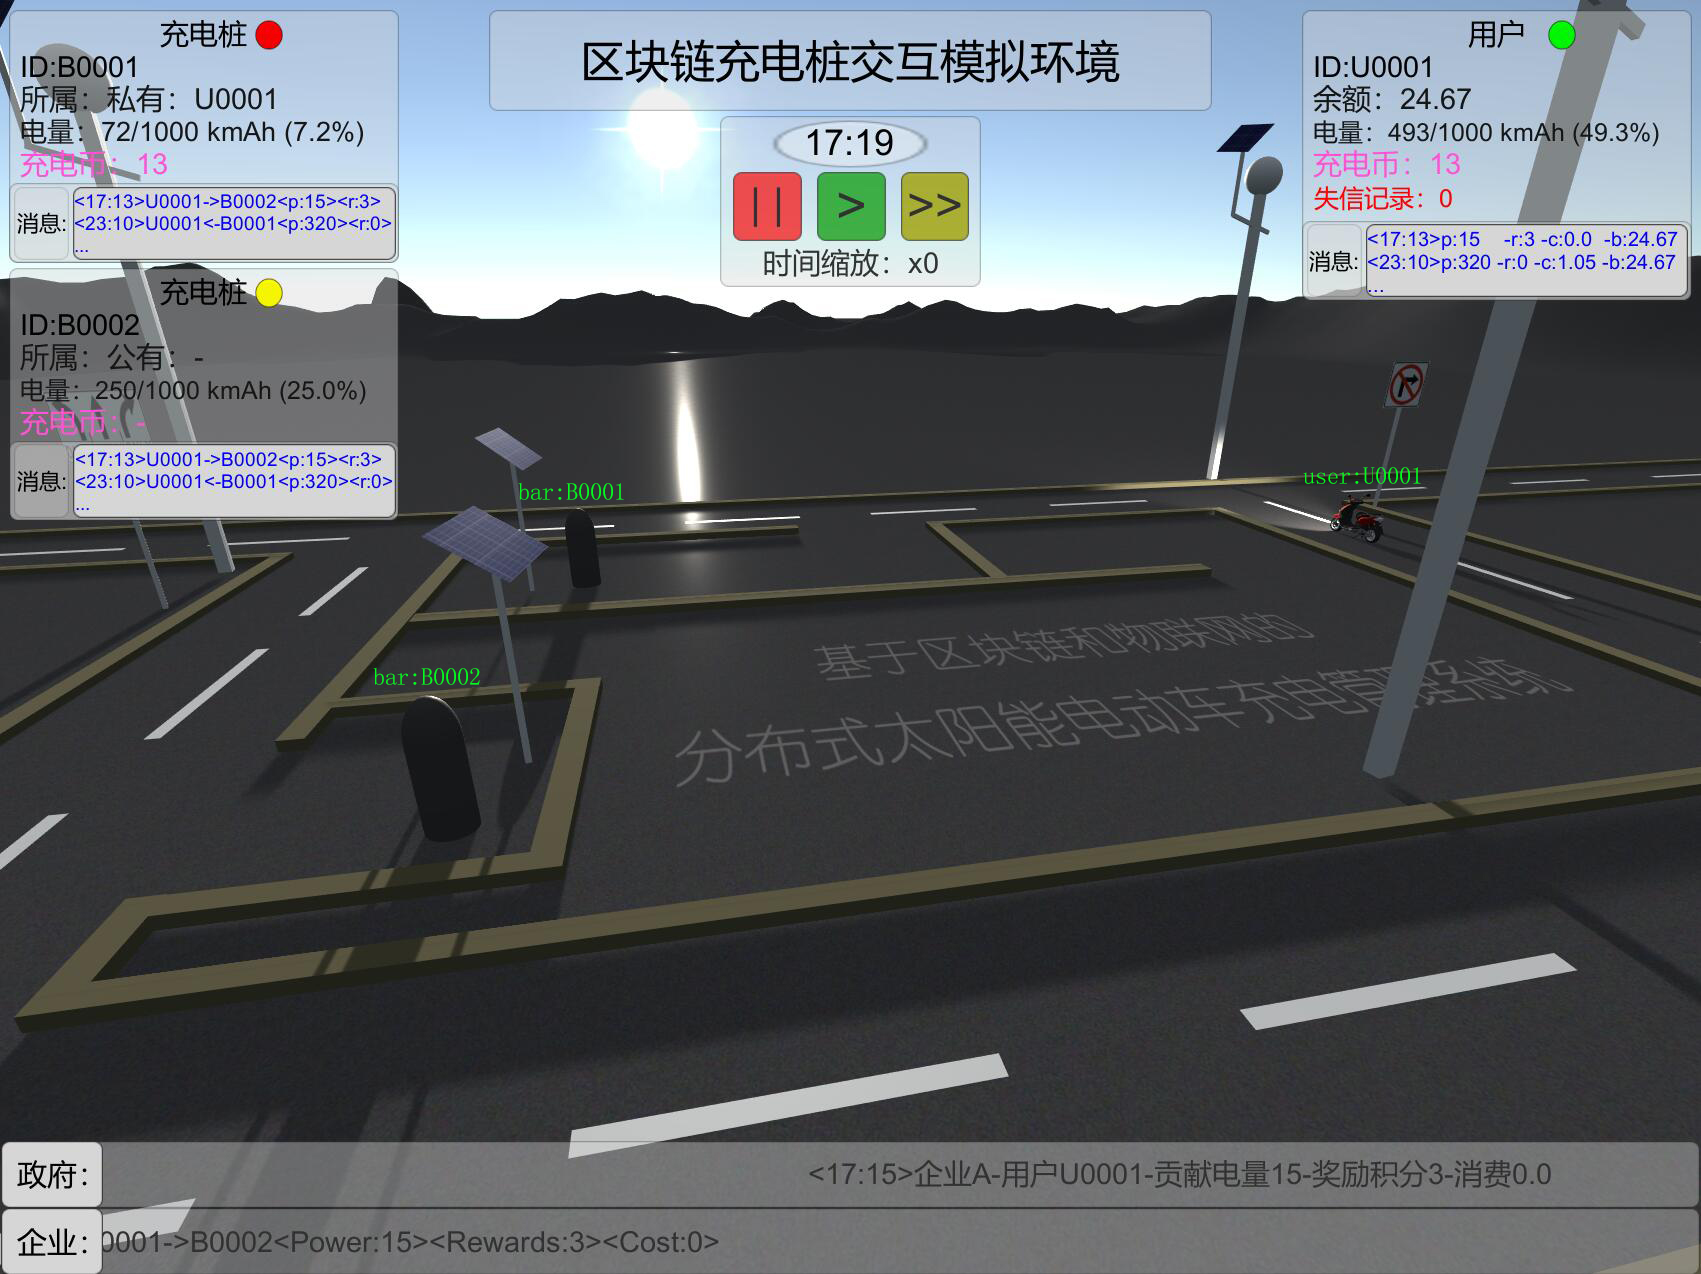 充电桩
ID:B0001
所属：私有：U0001
电量：72/1000 kmAh (7.2%)
充电币：13
消息:
<17:13>U0001->B0002<p:15><r:3>
<23:10>U0001<-B0001<p:320><r:0>
...
充电桩
ID:B0002
所属：公有：-
电量：250/1000 kmAh (25.0%)
充电币：-
消息:
<17:13>U0001->B0002<p:15><r:3>
<23:10>U0001<-B0001<p:320><r:0>
...
区块链充电桩交互模拟环境
17:19
|| > >>
时间缩放：x0
用户
ID:U0001
余额：24.67
电量：493/1000 kmAh (49.3%)
充电币：13
失信记录：0
消息:
<17:13>p:15 -r:3 -c:0.0 -b:24.67
<23:10>p:320 -r:0 -c:1.05 -b:24.67
...
user:U0001
bar:B0001
bar:B0002
基于区块链和物联网的
分布式太阳能电动车充电管理系统
政府：
<17:15>企业A-用户U0001-贡献电量15-奖励积分3-消费0.0
企业：
0001->B0002<Power:15><Rewards:3><Cost:0>